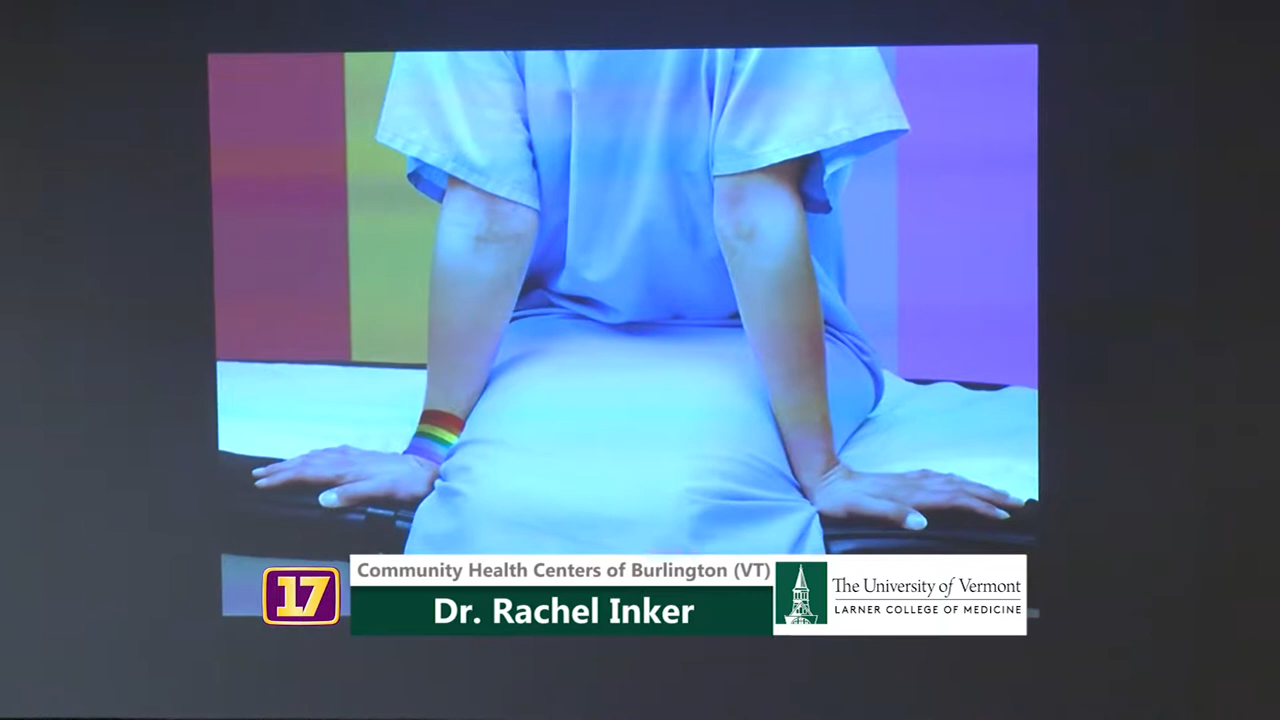 Community Health Centers of Burlington (VT)
17
Dr. Rachel Inker
The University of Vermont
LARNER COLLEGE OF MEDICINE